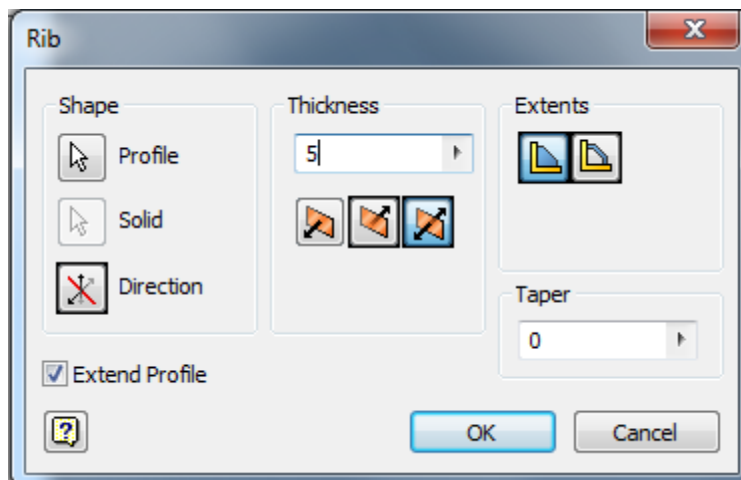 Rib
Shape
Profile
Solid
Direction
Thickness
5
Extents
Taper
0
Extend Profile
OK
Cancel